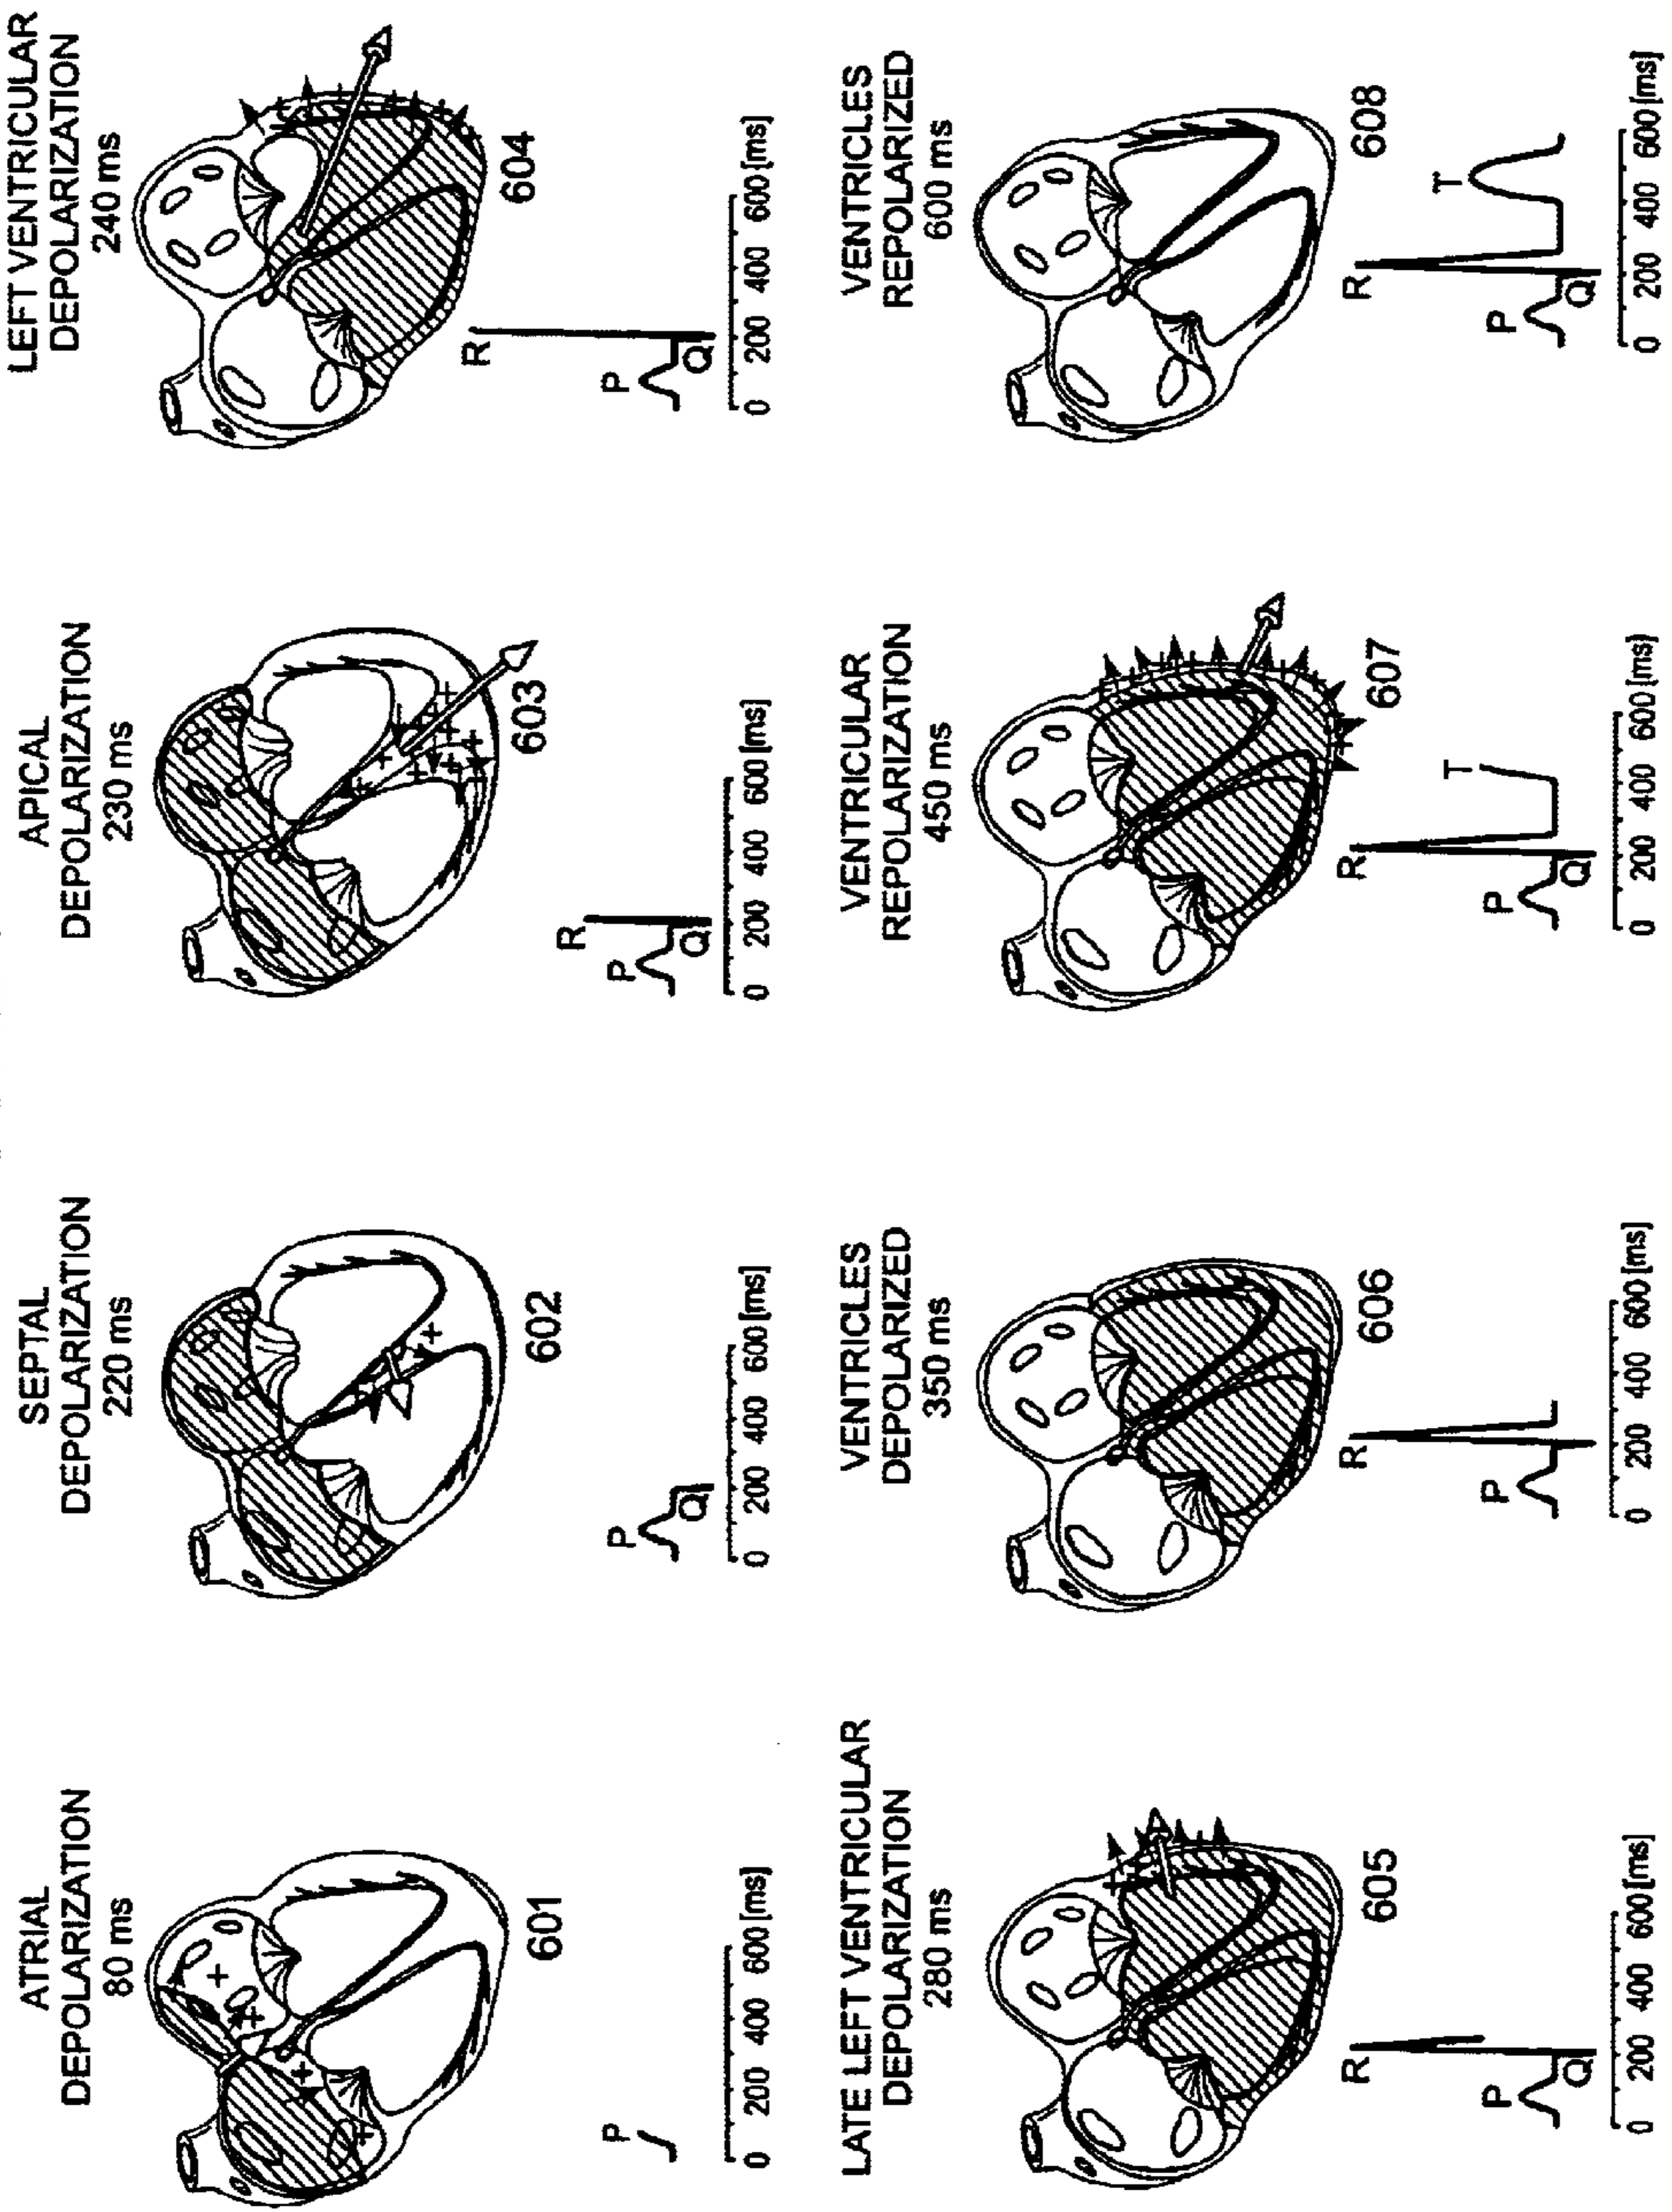 ATRIAL
DEPOLARIZATION
80 ms
601
P
0 200 400 600 [ms]
SEPTAL
DEPOLARIZATION
220 ms
602
P
Q
0 200 400 600 [ms]
APICAL
DEPOLARIZATION
230 ms
603
R
P
Q
0 200 400 600 [ms]
LEFT VENTRICULAR
DEPOLARIZATION
240 ms
604
R
P
Q
0 200 400 600 [ms]
LATE LEFT VENTRICULAR
DEPOLARIZATION
280 ms
605
R
P
Q
0 200 400 600 [ms]
VENTRICLES
DEPOLARIZED
350 ms
606
R
P
0 200 400 600 [ms]
VENTRICULAR
REPOLARIZATION
450 ms
607
R
T
P
Q
0 200 400 600 [ms]
VENTRICLES
REPOLARIZED
600 ms
608
R
T
P
Q
0 200 400 600 [ms]